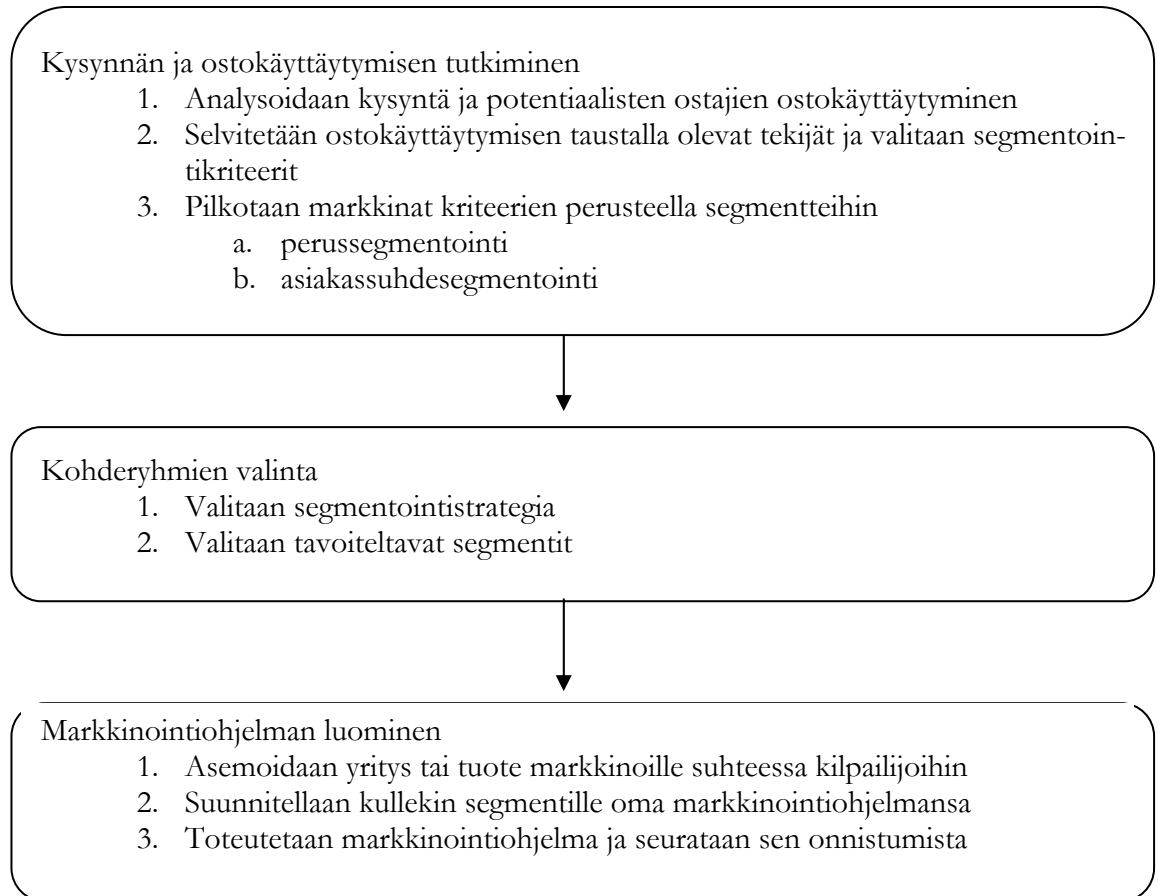 Kysynnän ja ostokäyttäytymisen tutkiminen
1. Analysoidaan kysyntä ja potentiaalisten ostajien ostokäyttäytyminen
2. Selvitetään ostokäyttäytymisen taustalla olevat tekijät ja valitaan segmentoin-
tikriteerit
3. Pilkotaan markkinat kriteerien perusteella segmentteihin
a. perussegmentointi
b. asiakassuhdesegmentointi
Kohderyhmien valinta
1. Valitaan segmentointistrategia
2. Valitaan tavoiteltavat segmentit
Markkinointiohjelman luominen
1. Asemoidaan yritys tai tuote markkinoille suhteessa kilpailijoihin
2. Suunnitellaan kullekin segmentille oma markkinointiohjelmansa
3. Toteutetaan markkinointiohjelma ja seurataan sen onnistumista